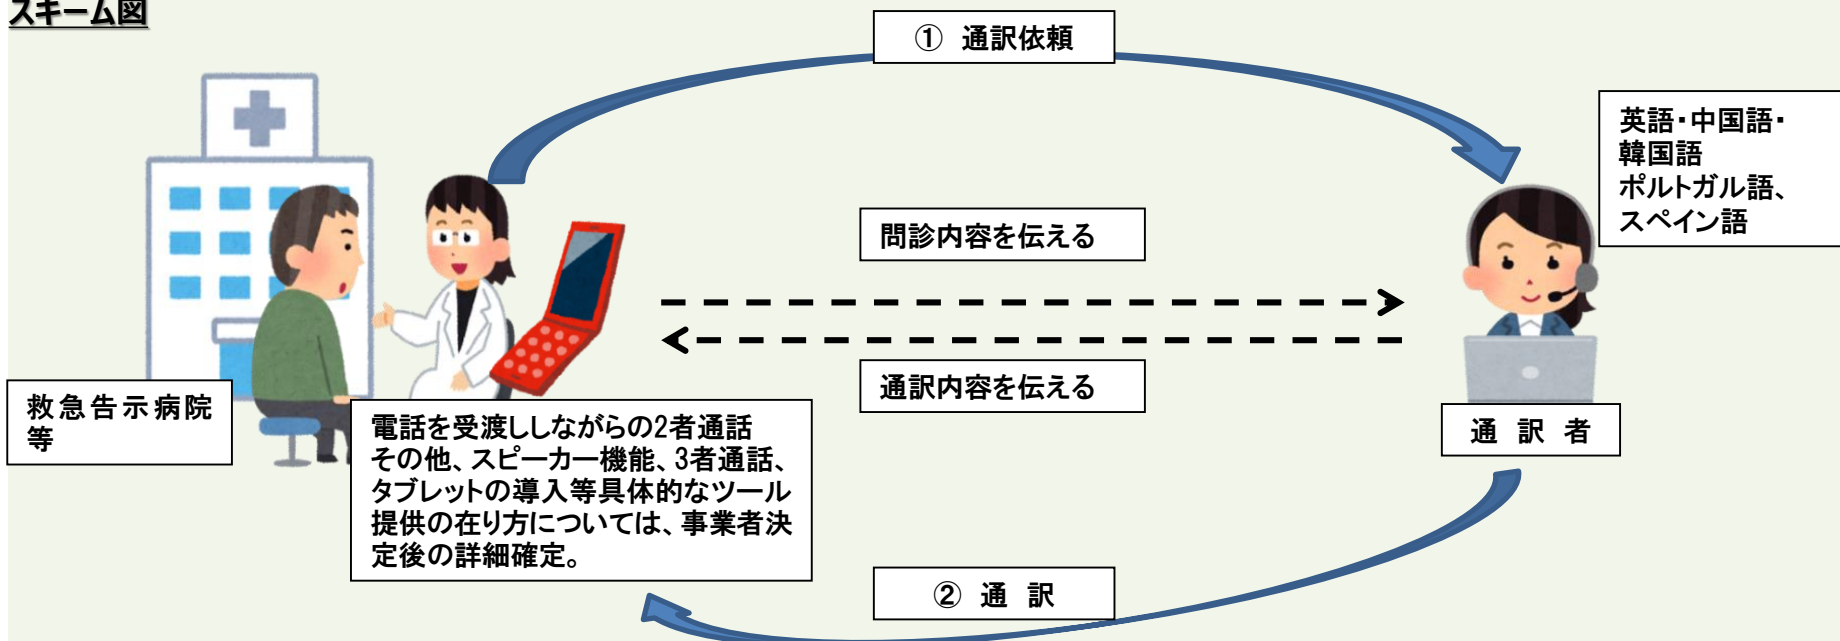 スキーム図
① 通訳依頼
英語・中国語・
韓国語
ポルトガル語、
スペイン語
問診内容を伝える
通訳内容を伝える
救急告示病院
等
電話を受渡ししながらの2者通話
その他、スピーカー機能、3者通話、
タブレットの導入等具体的なツール
提供の在り方については、事業者決
定後の詳細確定。
通 訳 者
② 通 訳